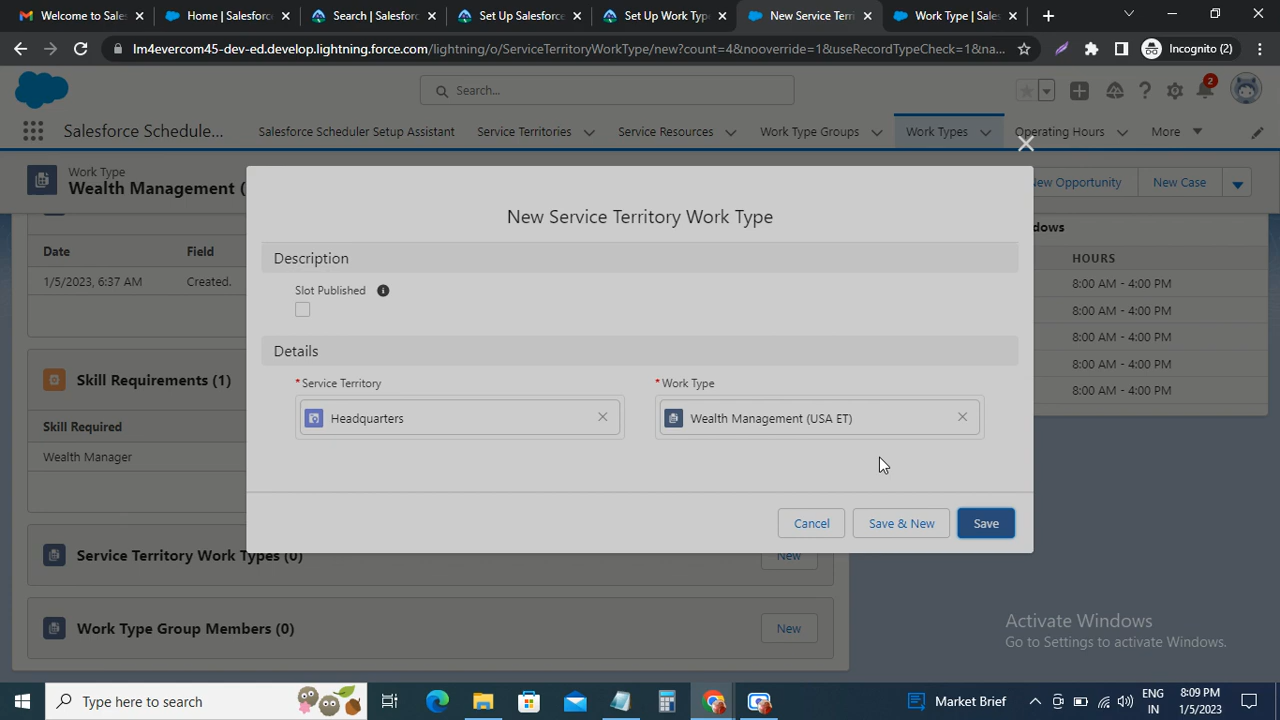 Welcome to Sales
Home | Salesforc
Search | Salesforc
Set Up Salesforce
Set Up Work Type
New Service Terri
Work Type | Sales
lm4evercom45-dev-ed.develop.lightning.force.com/lightning/o/ServiceTerritoryWorkType/new?count=4&nooverride=1&useRecordTypeCheck=1&na...
Incognito (2)
Search...
2
Salesforce Schedule...
Salesforce Scheduler Setup Assistant
Service Territories
Service Resources
Work Type Groups
Work Types
Operating Hours
More
Work Type
Wealth Management (
New Opportunity
New Case
Date Field
1/5/2023, 6:37 AM Created.
Skill Requirements (1)
Skill Required
Wealth Manager
Service Territory Work Types (0)
New
Work Type Group Members (0)
New
New Service Territory Work Type
Description
Slot Published
Details
*Service Territory
Headquarters
*Work Type
Wealth Management (USA ET)
Cancel
Save & New
Save
dows
HOURS
8:00 AM - 4:00 PM
8:00 AM - 4:00 PM
8:00 AM - 4:00 PM
8:00 AM - 4:00 PM
8:00 AM - 4:00 PM
Activate Windows
Go to Settings to activate Windows.
Type here to search
Market Brief
ENG
IN
8:09 PM
1/5/2023